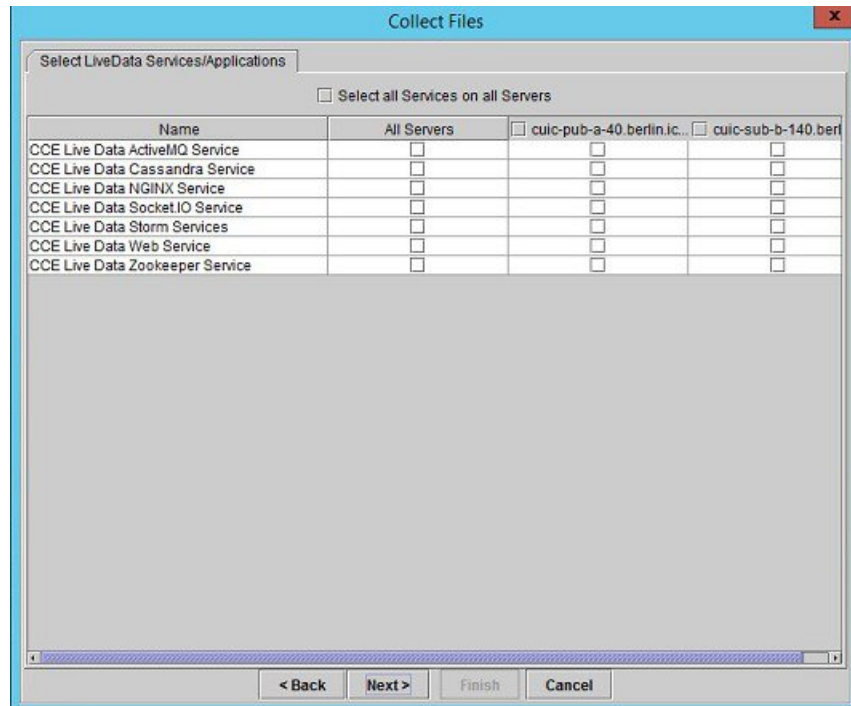 Collect Files
x
Select LiveData Services/Applications
Select all Services on all Servers
Name All Servers cuic-pub-a-40.berlin.ic... cuic-sub-b-140.berl
CCE Live Data ActiveMQ Service
CCE Live Data Cassandra Service
CCE Live Data NGINX Service
CCE Live Data Socket.IO Service
CCE Live Data Storm Services
CCE Live Data Web Service
CCE Live Data Zookeeper Service
< Back Next > Finish Cancel